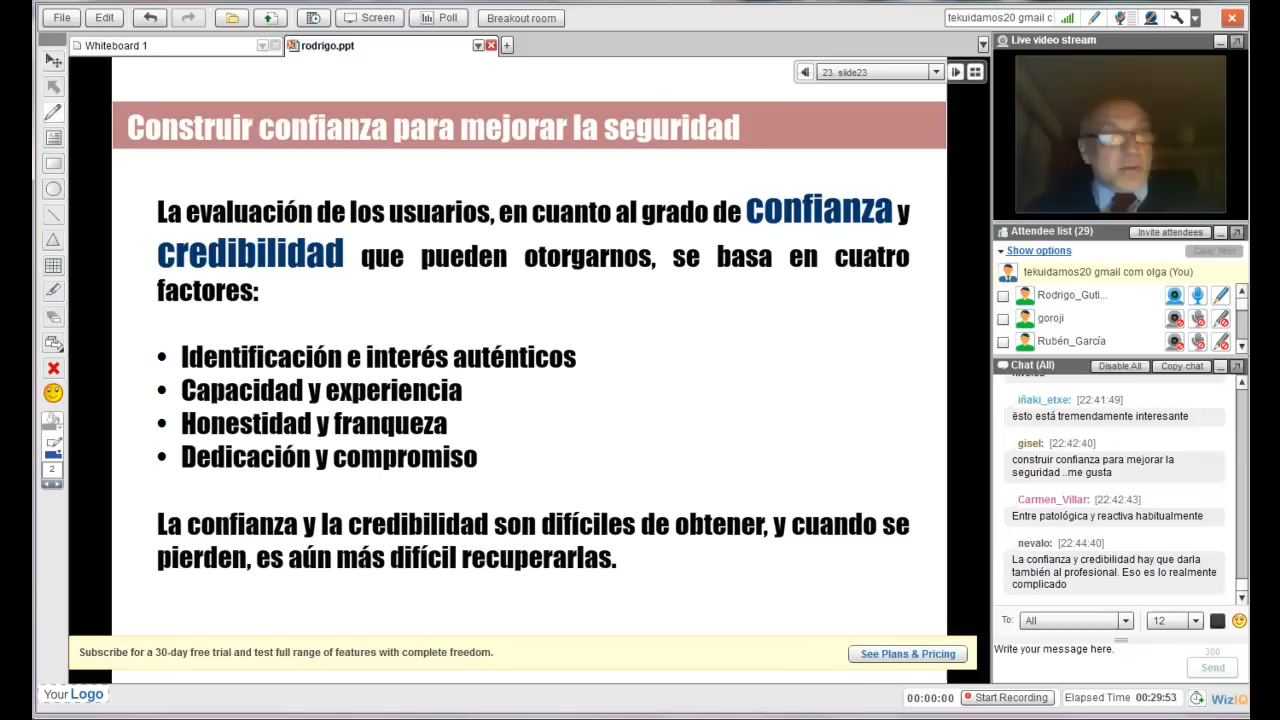 File Edit Screen Poll Breakout room tekuidamos20 gmail c
Whiteboard 1 rodrigo.ppt
23. slide23
Construir confianza para mejorar la seguridad
La evaluación de los usuarios, en cuanto al grado de confianza y
credibilidad que pueden otorgarnos, se basa en cuatro
factores:
• Identificación e interés auténticos
• Capacidad y experiencia
• Honestidad y franqueza
• Dedicación y compromiso
La confianza y la credibilidad son difíciles de obtener, y cuando se
pierden, es aún más difícil recuperarlas.
2
Subscribe for a 30-day free trial and test full range of features with complete freedom. See Plans & Pricing
Your Logo
Live video stream
Attendee list (29) Invite attendees
Show options Clear filter
tekuidamos20 gmail com olga (You)
Rodrigo_Guti...
goroji
Rubén_García
Chat (All) Disable All Copy chat
iñaki_etxe: [22:41:49]
ësto está tremendamente interesante
gisel: [22:42:40]
construir confianza para mejorar la
seguridad ..me gusta
Carmen_Villar: [22:42:43]
Entre patológica y reactiva habitualmente
nevalo: [22:44:40]
La confianza y credibilidad hay que darla
también al profesional. Eso es lo realmente
complicado
To: All 12
Write your message here.
300
Send
00:00:00 Start Recording Elapsed Time 00:29:53 WizIQ